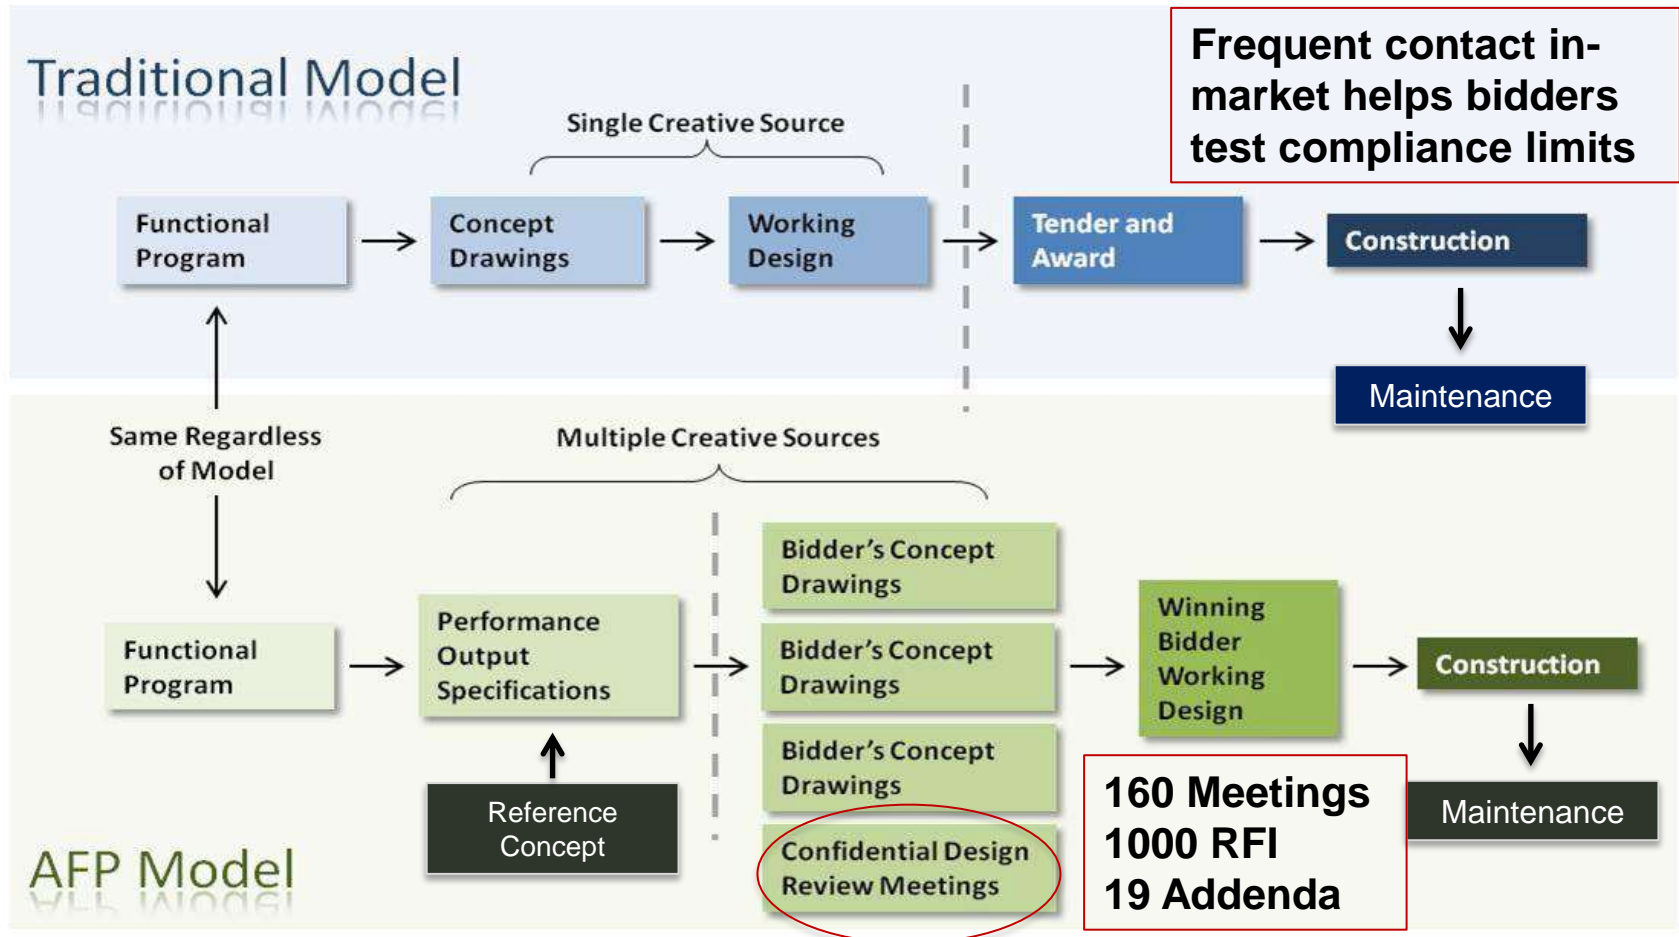 Traditional Model
Frequent contact in-
market helps bidders
test compliance limits
Single Creative Source
Functional
Program
Concept
Drawings
Working
Design
Tender and
Award
Construction
Maintenance
Same Regardless
of Model
Multiple Creative Sources
Functional
Program
Performance
Output
Specifications
Reference
Concept
Bidder's Concept
Drawings
Bidder's Concept
Drawings
Bidder's Concept
Drawings
Confidential Design
Review Meetings
Winning
Bidder
Working
Design
Construction
Maintenance
160 Meetings
1000 RFI
19 Addenda
AFP Model